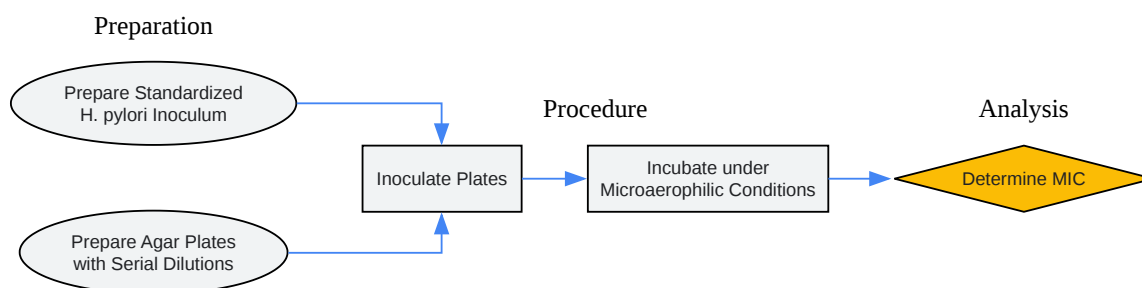 Preparation
Prepare Standardized
H. pylori Inoculum
Procedure
Analysis
Inoculate Plates
Incubate under
Microaerophilic Conditions
Determine MIC
Prepare Agar Plates
with Serial Dilutions